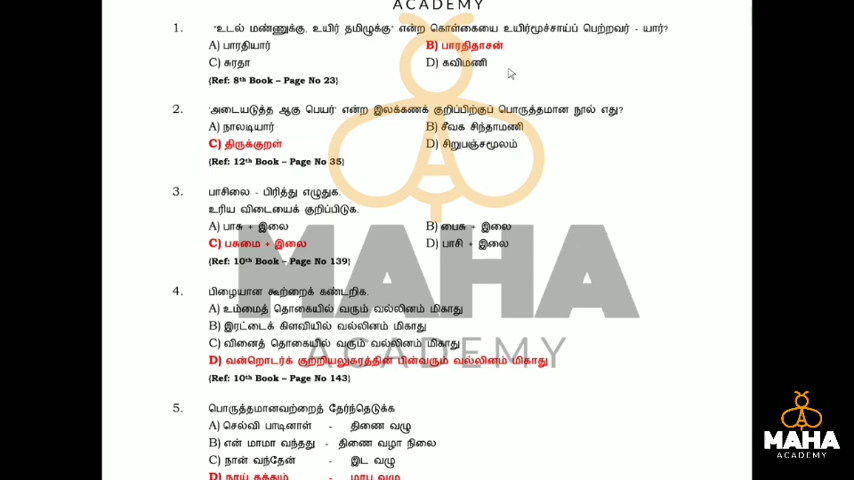 ACADEMY
1. "உடல் மண்ணுக்கு, உயிர் தமிழுக்கு" என்ற கொள்கையை உயிர்மூச்சாய்ப் பெற்றவர் - யார்?
A) பாரதியார் B) பாரதிதாசன்
C) சுரதா D) கவிமணி
{Ref: 8th Book – Page No 23}
2. 'அடையடுத்த ஆகு பெயர்' என்ற இலக்கணக் குறிப்பிற்குப் பொருத்தமான நூல் எது?
A) நாலடியார் B) சீவக சிந்தாமணி
C) திருக்குறள் D) சிறுபஞ்சமூலம்
{Ref: 12th Book – Page No 35}
3. பாசிலை - பிரித்து எழுதுக.
உரிய விடையைக் குறிப்பிடுக.
A) பாசு + இலை B) பைசு + இலை
C) பசுமை + இலை D) பாசி + இலை
{Ref: 10th Book – Page No 139}
4. பிழையான கூற்றைக் கண்டறிக.
A) உம்மைத் தொகையில் வரும் வல்லினம் மிகாது
B) இரட்டைக் கிளவியில் வல்லினம் மிகாது
C) வினைத் தொகையில் வரும் வல்லினம் மிகாது
D) வன்றொடர்க் குற்றியலுகரத்தின் பின்வரும் வல்லினம் மிகாது
{Ref: 10th Book – Page No 143}
5. பொருத்தமானவற்றைத் தேர்ந்தெடுக்க
A) செல்வி பாடினாள் - திணை வழு
B) என் மாமா வந்தது - திணை வழா நிலை
C) நான் வந்தேன் - இட வழு
D) நாய் கத்தும் - மரபு வழு
MAHA
ACADEMY
MAHA
ACADEMY